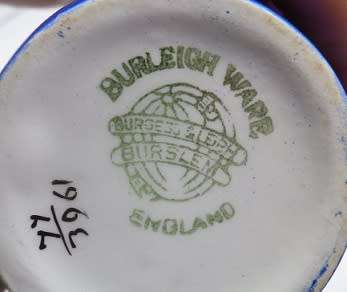 BURLEIGH WARE
BURGESS & LEIGH
BURSLEM
ENGLAND
77
3961